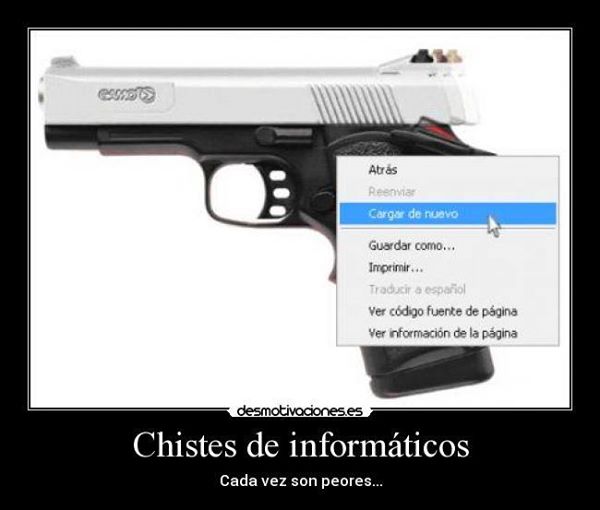 GAMO
Atrás
Reenviar
Cargar de nuevo
Guardar como...
Imprimir...
Traducir a español
Ver código fuente de página
Ver información de la página
desmotivaciones.es
Chistes de informáticos
Cada vez son peores...